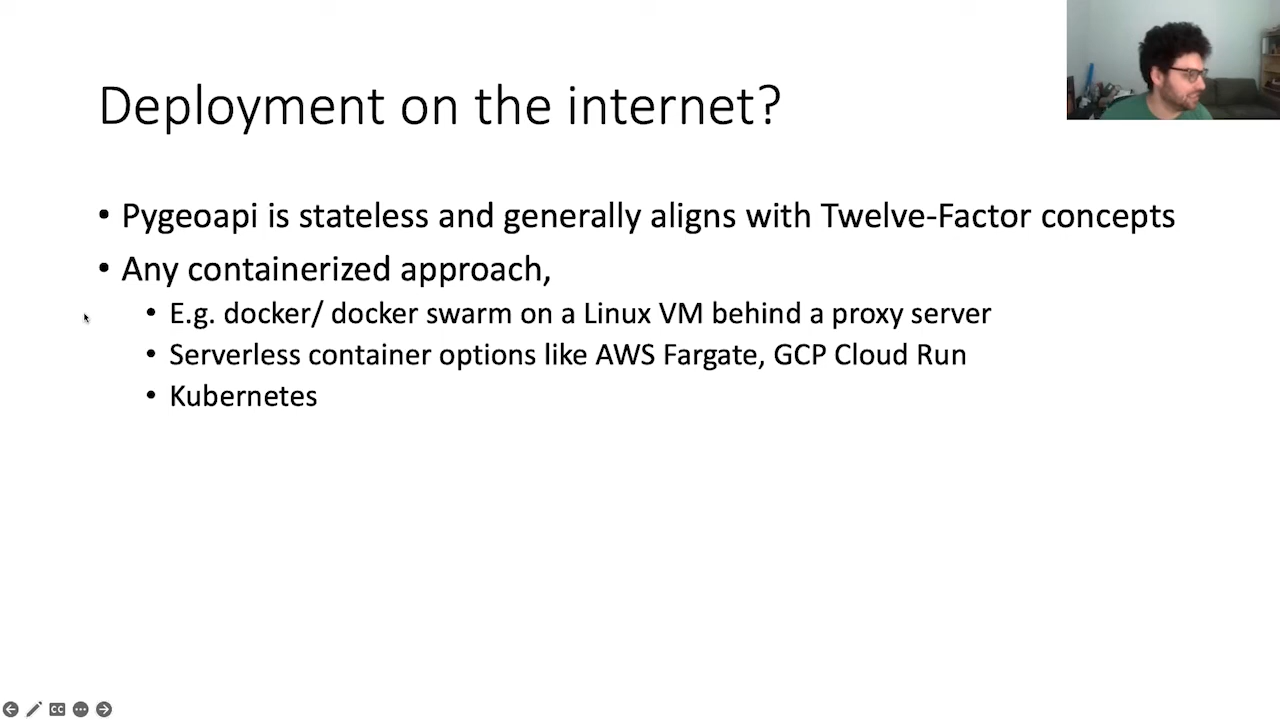 Deployment on the internet?
• Pygeoapi is stateless and generally aligns with Twelve-Factor concepts
• Any containerized approach,
• E.g. docker/ docker swarm on a Linux VM behind a proxy server
• Serverless container options like AWS Fargate, GCP Cloud Run
• Kubernetes
CC